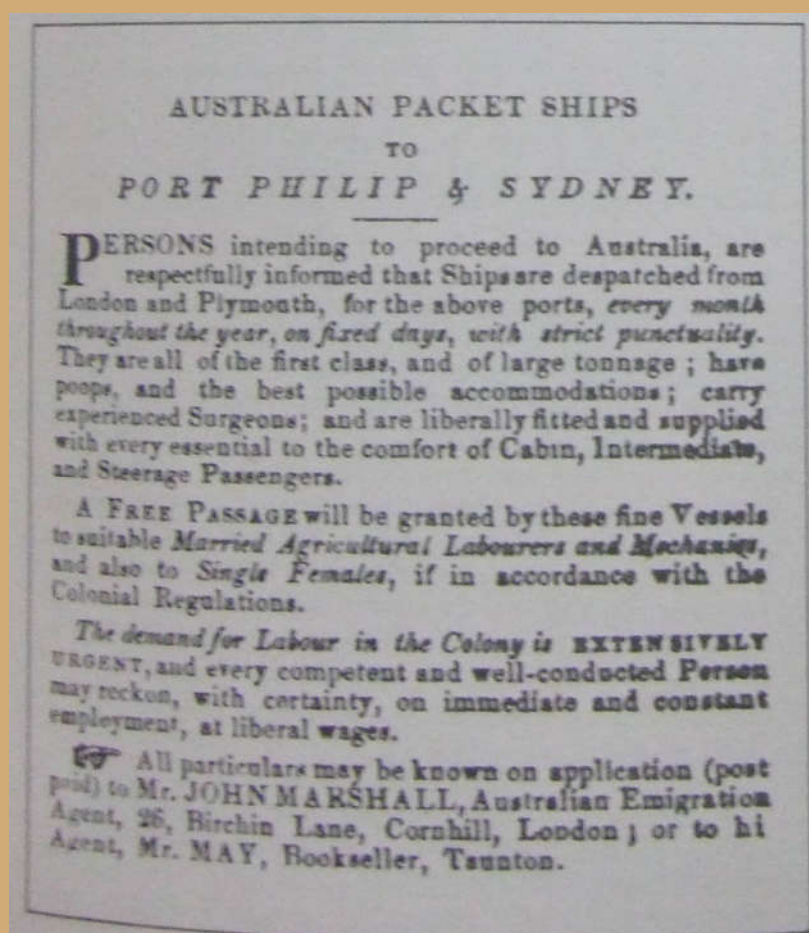 AUSTRALIAN PACKET SHIPS
TO
PORT PHILIP & SYDNEY.
PERSONS intending to proceed to Australia, are
respectfully informed that Ships are despatched from
London and Plymouth, for the above ports, every month
throughout the year, on fixed days, with strict punctuality.
They are all of the first class, and of large tonnage; have
poops, and the best possible accommodations; carry
experienced Surgeons; and are liberally fitted and supplied
with every essential to the comfort of Cabin, Intermediate,
and Steerage Passengers.
A FREE PASSAGE will be granted by these fine Vessels
to suitable Married Agricultural Labourers and Mechanics,
and also to Single Females, if in accordance with the
Colonial Regulations.
The demand for Labour in the Colony is EXTENSIVELY
URGENT, and every competent and well-conducted Person
may reckon, with certainty, on immediate and constant
employment, at liberal wages.
☞ All particulars may be known on application (post
paid) to Mr. JOHN MARSHALL, Australian Emigration
Agent, 26, Birchin Lane, Cornhill, London; or to hi
Agent, Mr. MAY, Bookseller, Taunton.